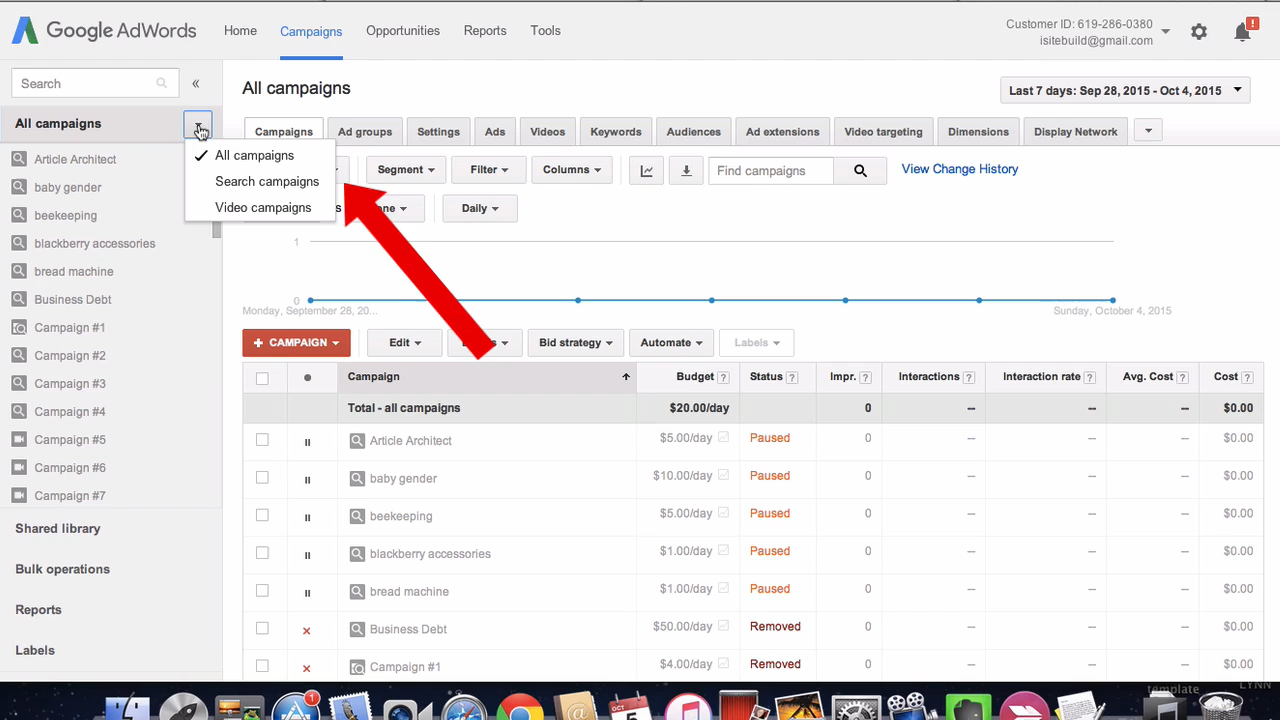 Google AdWords Home Campaigns Opportunities Reports Tools
Customer ID: 619-286-0380
isitebuild@gmail.com
!
Search «
All campaigns
All campaigns
Search campaigns
Video campaigns
Article Architect
baby gender
beekeeping
blackberry accessories
bread machine
Business Debt
Campaign #1
Campaign #2
Campaign #3
Campaign #4
Campaign #5
Campaign #6
Campaign #7
Shared library
Bulk operations
Reports
Labels
All campaigns
Last 7 days: Sep 28, 2015 - Oct 4, 2015
Campaigns Ad groups Settings Ads Videos Keywords Audiences Ad extensions Video targeting Dimensions Display Network
Segment Filter Columns Find campaigns View Change History
Daily
1
0
Monday, September 28, 20... Sunday, October 4, 2015
+ CAMPAIGN Edit Bid strategy Automate Labels
Campaign Budget ? Status ? Impr. ? Interactions ? Interaction rate ? Avg. Cost ? Cost ?
Total - all campaigns $20.00/day 0 -- -- -- $0.00
Article Architect $5.00/day Paused 0 -- -- -- $0.00
baby gender $10.00/day Paused 0 -- -- -- $0.00
beekeeping $5.00/day Paused 0 -- -- -- $0.00
blackberry accessories $1.00/day Paused 0 -- -- -- $0.00
bread machine $1.00/day Paused 0 -- -- -- $0.00
Business Debt $50.00/day Removed 0 -- -- -- $0.00
Campaign #1 $4.00/day Removed 0 -- -- -- $0.00
template LYNN
1
OCT
5